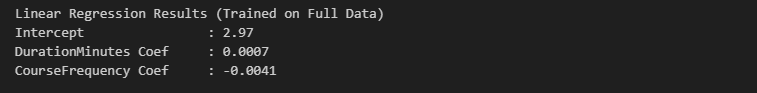 Linear Regression Results (Trained on Full Data)
Intercept : 2.97
DurationMinutes Coef : 0.0007
CourseFrequency Coef : -0.0041